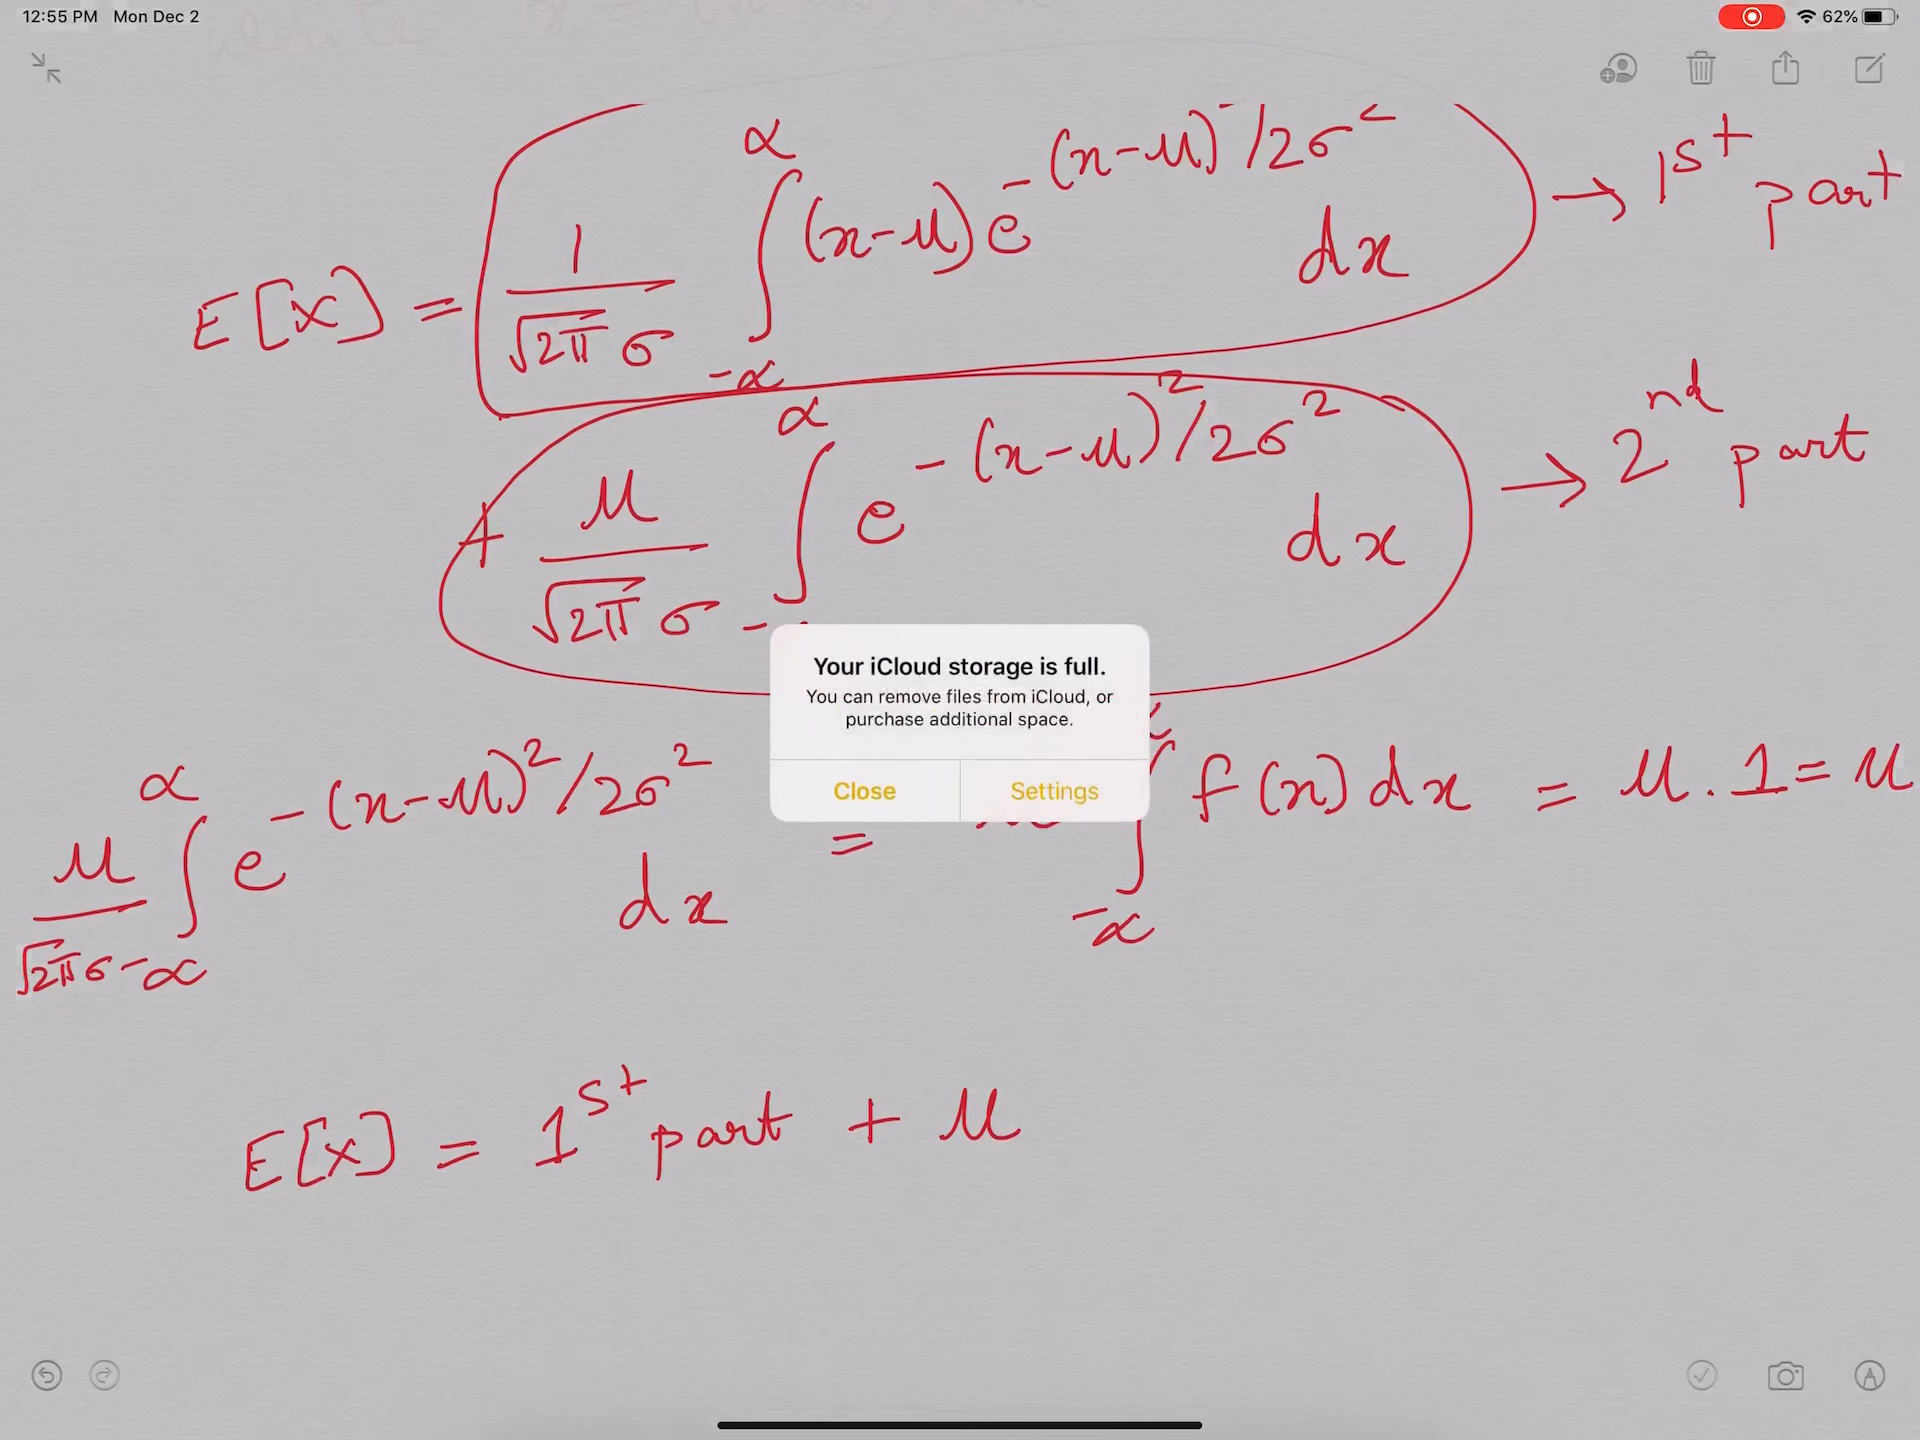 12:55 PM Mon Dec 2
62%
E[X] = 1/√2π σ ∫_{-α}^{α} (x-μ) e^{-(x-μ)²/2σ²} dx → 1st part
+ μ/√2π σ ∫ ^{α} e^{-(x-μ)²/2σ²} dx → 2nd part
Your iCloud storage is full.
You can remove files from iCloud, or
purchase additional space.
Close Settings
μ/√2π σ ∫_{-α}^{α} e^{-(x-μ)²/2σ²} dx = ∫_{-α} f(x) dx = μ . 1 = μ
E[X] = 1st part + μ